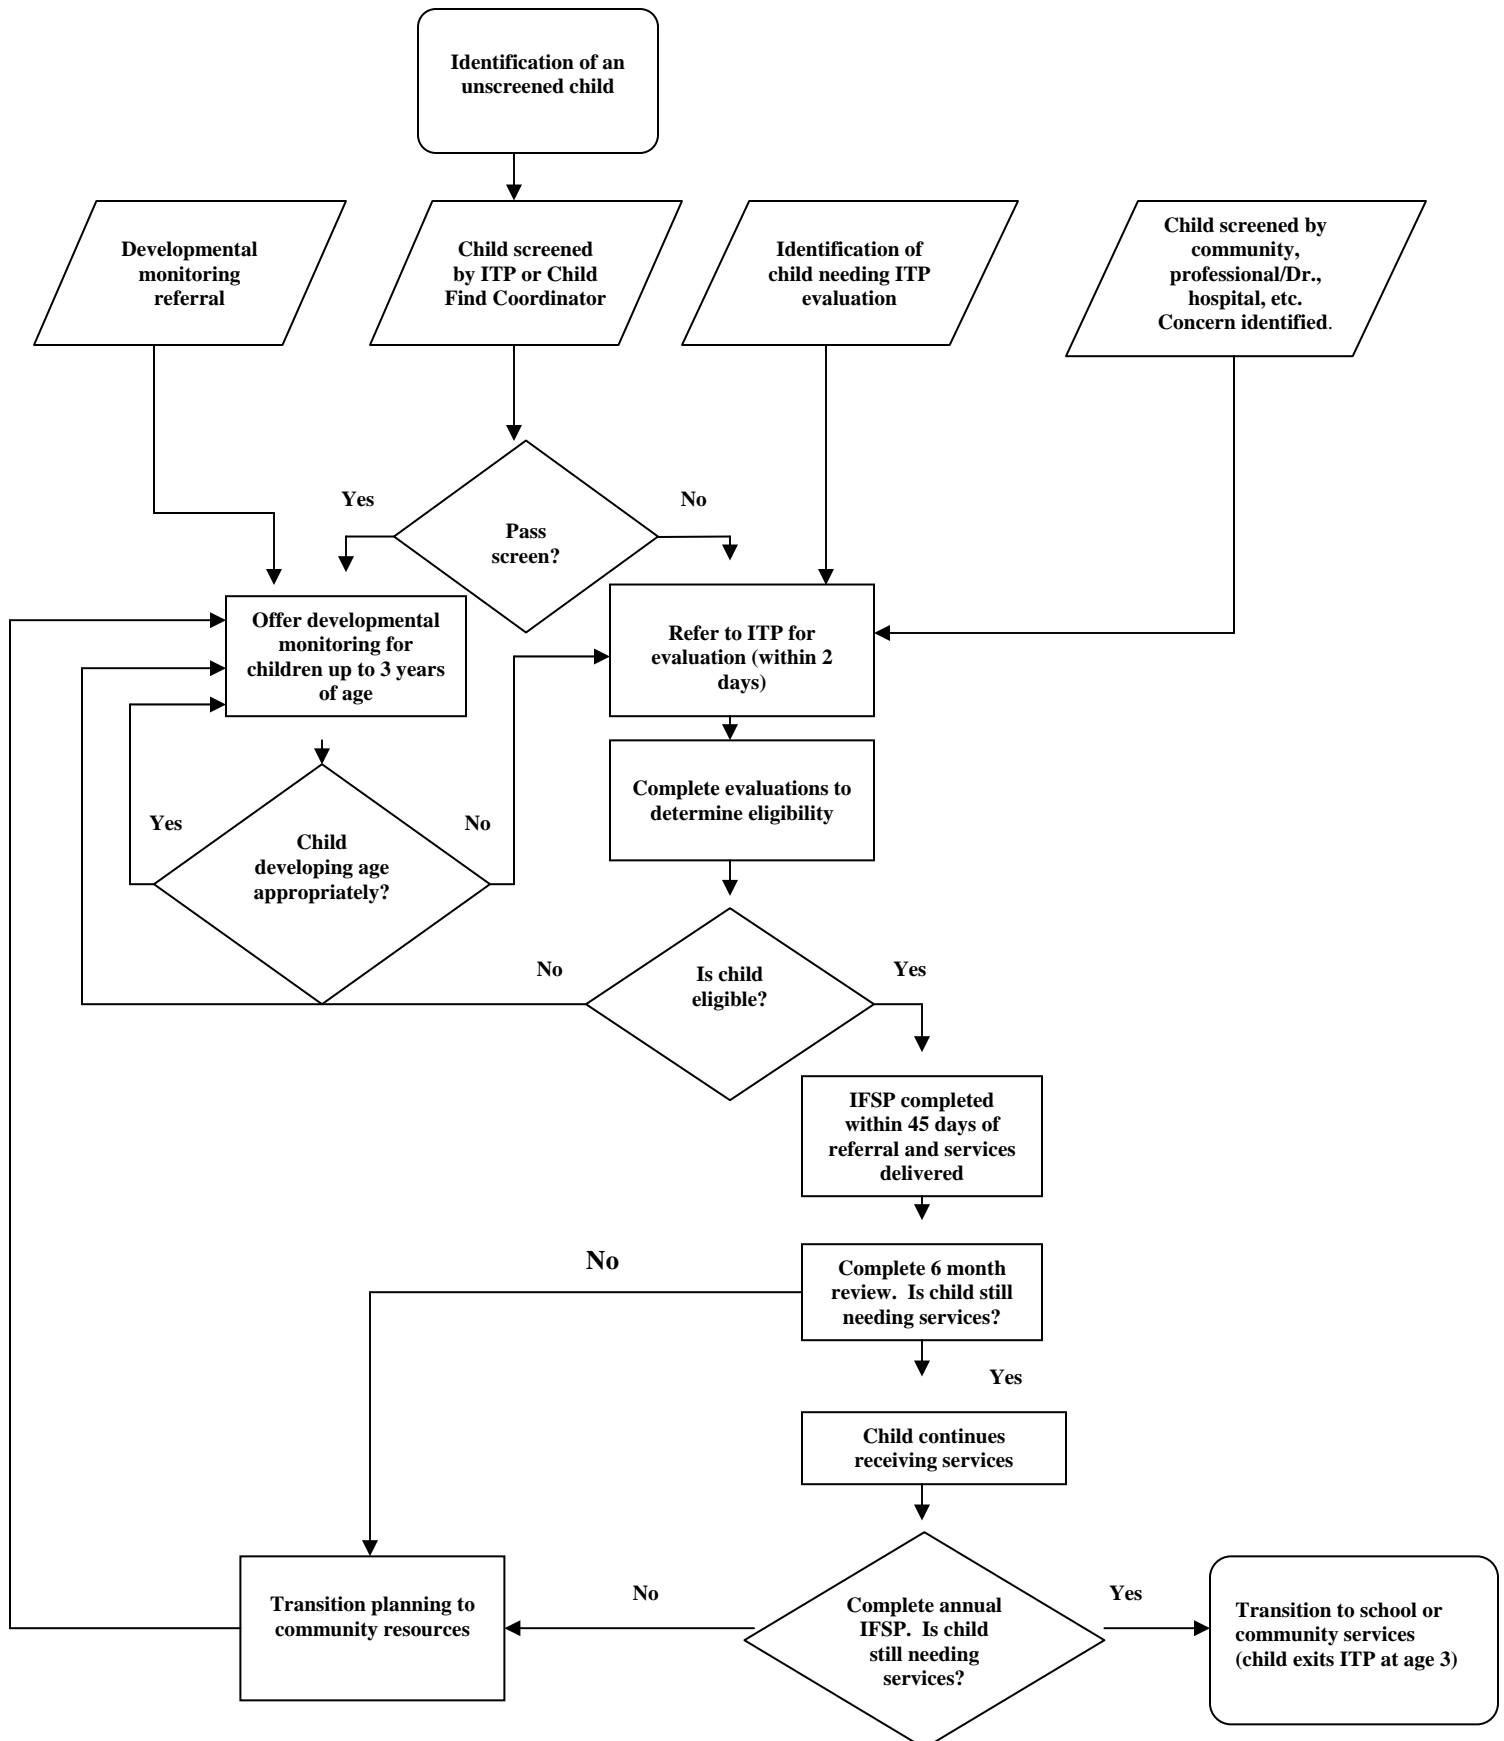 Identification of an
unscreened child
Developmental
monitoring
referral
Child screened
by ITP or Child
Find Coordinator
Identification of
child needing ITP
evaluation
Child screened by
community,
professional/Dr.,
hospital, etc.
Concern identified.
Yes
No
Pass
screen?
Offer developmental
monitoring for
children up to 3 years
of age
Refer to ITP for
evaluation (within 2
days)
Complete evaluations to
determine eligibility
Yes
No
Child
developing age
appropriately?
No
Yes
Is child
eligible?
IFSP completed
within 45 days of
referral and services
delivered
No
Complete 6 month
review.  Is child still
needing services?
Yes
Child continues
receiving services
Transition planning to
community resources
No
Complete annual
IFSP.  Is child
still needing
services?
Yes
Transition to school or
community services
(child exits ITP at age 3)